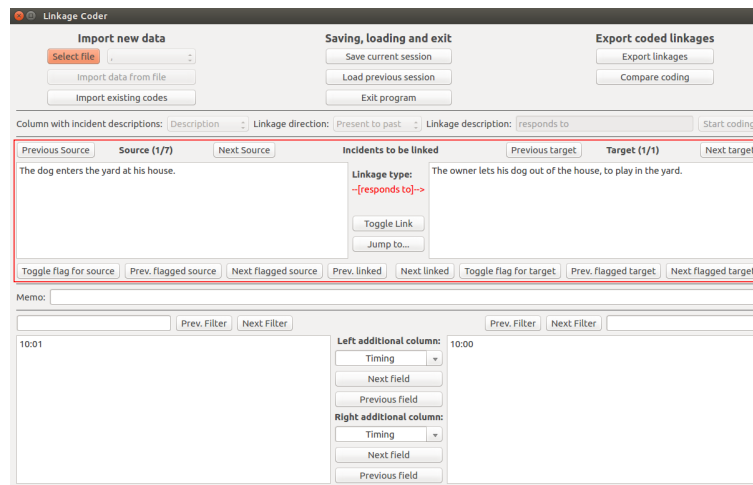 Linkage Coder
Import new data Saving, loading and exit Export coded linkages
Select file , Save current session Export linkages
Import data from file Load previous session Compare coding
Import existing codes Exit program
Column with incident descriptions: Description Linkage direction: Present to past Linkage description: responds to Start coding
Previous Source Source (1/7) Next Source Incidents to be linked Previous target Target (1/1) Next target
The dog enters the yard at his house. Linkage type: The owner lets his dog out of the house, to play in the yard.
--[responds to]-->
Toggle Link
Jump to...
Toggle flag for source Prev. flagged source Next flagged source Prev. linked Next linked Toggle flag for target Prev. flagged target Next flagged target
Memo:
Prev. Filter Next Filter Prev. Filter Next Filter
10:01 Left additional column: 10:00
Timing
Next field
Previous field
Right additional column:
Timing
Next field
Previous field